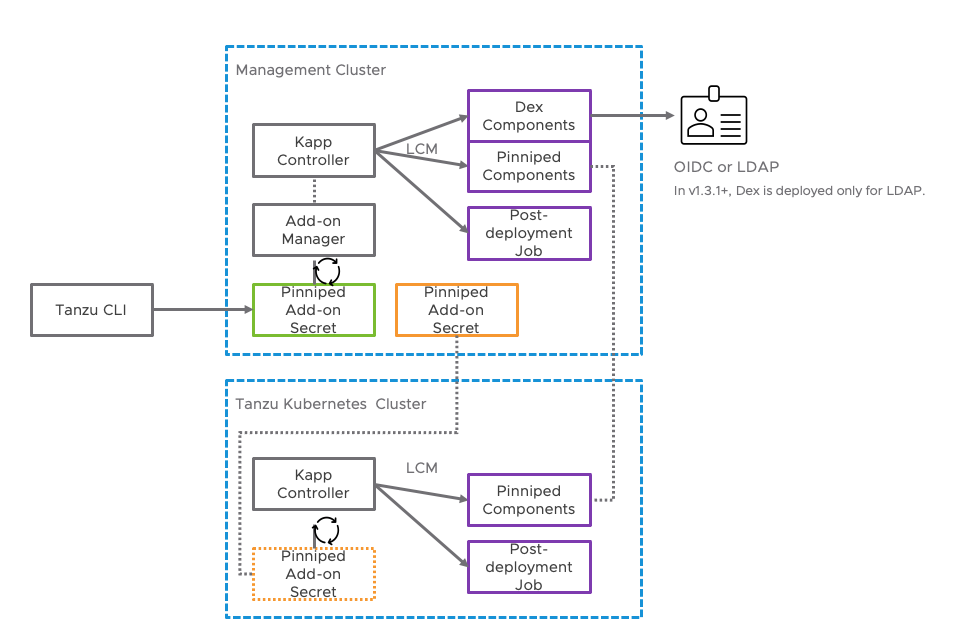 Management Cluster
Dex
Components
Kapp
Controller
LCM
Pinniped
Components
OIDC or LDAP
In v1.3.1+, Dex is deployed only for LDAP.
Add-on
Manager
Post-
deployment
Job
Tanzu CLI
Pinniped
Add-on
Secret
Pinniped
Add-on
Secret
Tanzu Kubernetes  Cluster
Kapp
Controller
LCM
Pinniped
Components
Pinniped
Add-on
Secret
Post-
deployment
Job